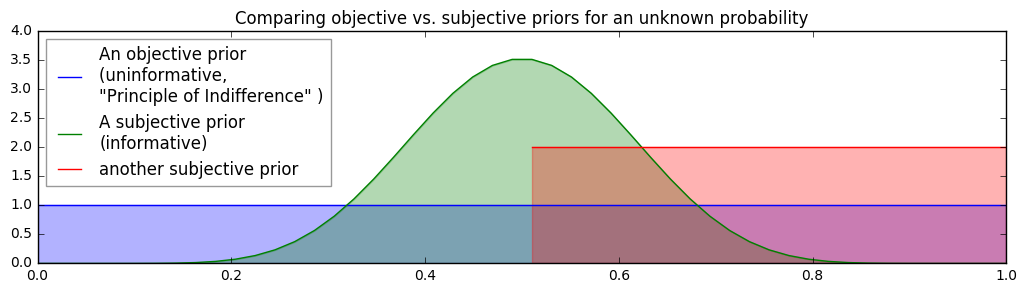 Comparing objective vs. subjective priors for an unknown probability
4.0
3.5
3.0
2.5
2.0
1.5
1.0
0.5
0.0
An objective prior
(uninformative,
"Principle of Indifference" )
A subjective prior
(informative)
another subjective prior
0.0 0.2 0.4 0.6 0.8 1.0